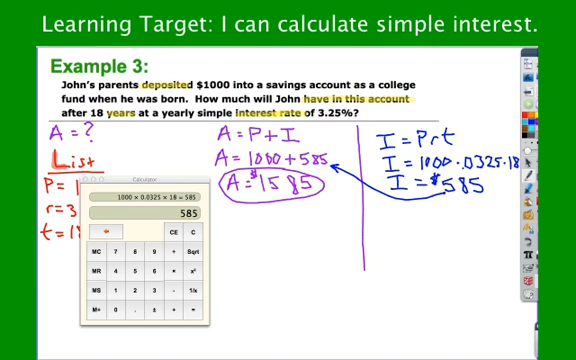 Learning Target: I can calculate simple interest.
Example 3:
John's parents deposited $1000 into a savings account as a college
fund when he was born. How much will John have in this account
after 18 years at a yearly simple interest rate of 3.25%?
A = ?
List
P = 1
r = 3
t = 18
A = P + I
A = 1000 + 585
A = $1585
I = Prt
I = 1000 · .0325 · 18
I = $585
Calculator
1000 × 0.0325 × 18 = 585
585
CE C
MC 7 8 9 ÷ Sqrt
MR 4 5 6 × x²
MS 1 2 3 - 1/x
M+ 0 . ± + =